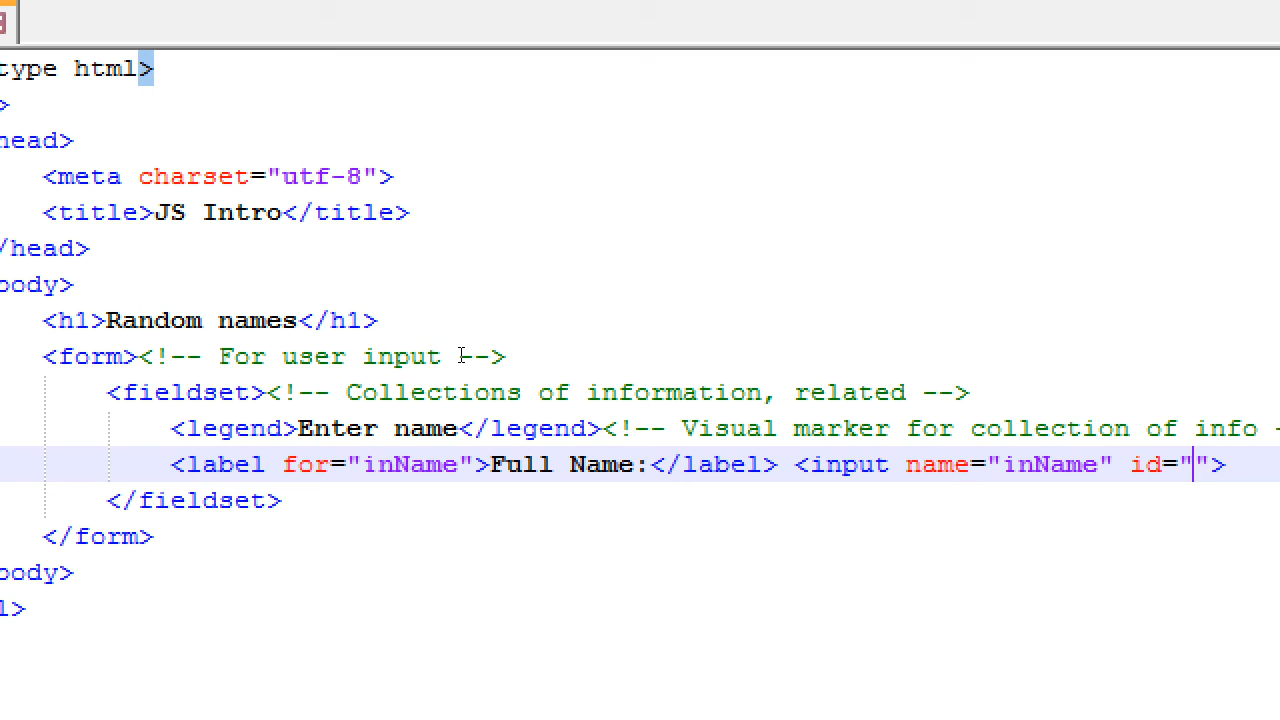 type html>
>
head>
<meta charset="utf-8">
<title>JS Intro</title>
/head>
body>
<h1>Random names</h1>
<form><!-- For user input -->
<fieldset><!-- Collections of information, related -->
<legend>Enter name</legend><!-- Visual marker for collection of info -
<label for="inName">Full Name:</label> <input name="inName" id="">
</fieldset>
</form>
body>
l>